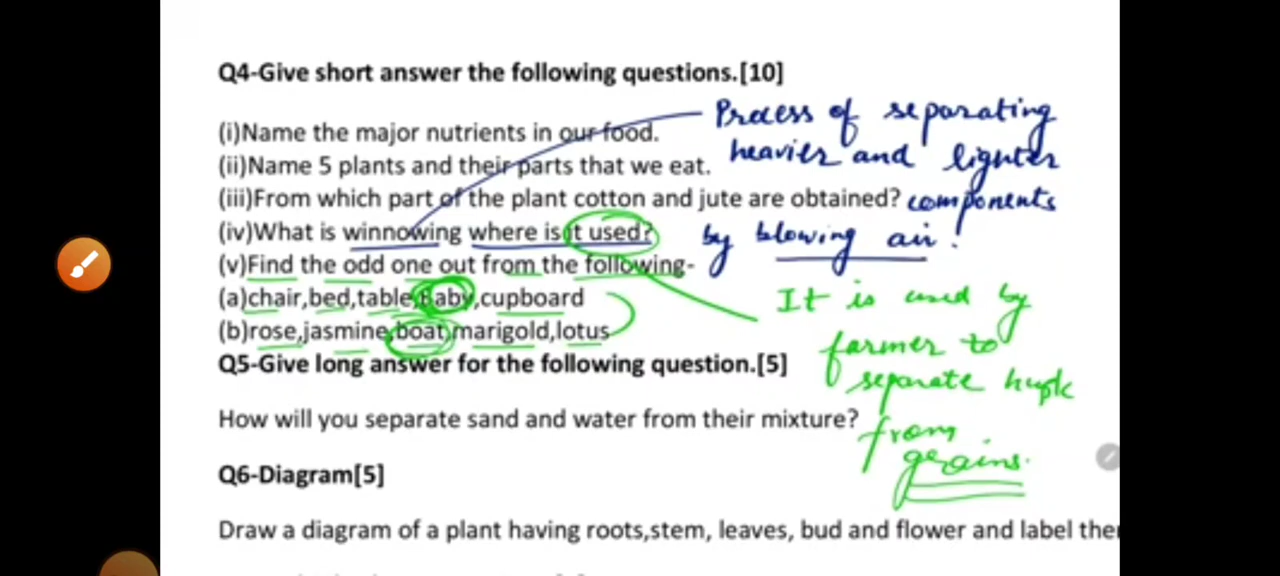 Q4-Give short answer the following questions.[10]
(i)Name the major nutrients in our food.
(ii)Name 5 plants and their parts that we eat.
(iii)From which part of the plant cotton and jute are obtained?
(iv)What is winnowing where is it used?
(v)Find the odd one out from the following-
(a)chair,bed,table,Baby,cupboard
(b)rose,jasmine,boat,marigold,lotus
Process of separating
heavier and lighter
components
by blowing air!
It is used by
farmer to
separate husk
from
grains.
Q5-Give long answer for the following question.[5]
How will you separate sand and water from their mixture?
Q6-Diagram[5]
Draw a diagram of a plant having roots,stem, leaves, bud and flower and label the